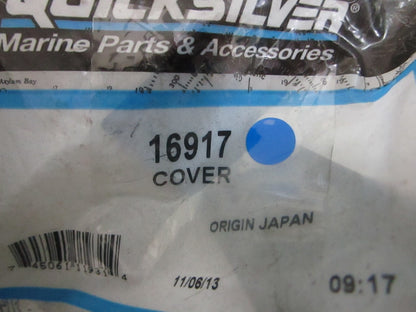 QUICKSILVER®
Marine Parts & Accessories
16917
COVER
ORIGIN JAPAN
11/06/13
09:17